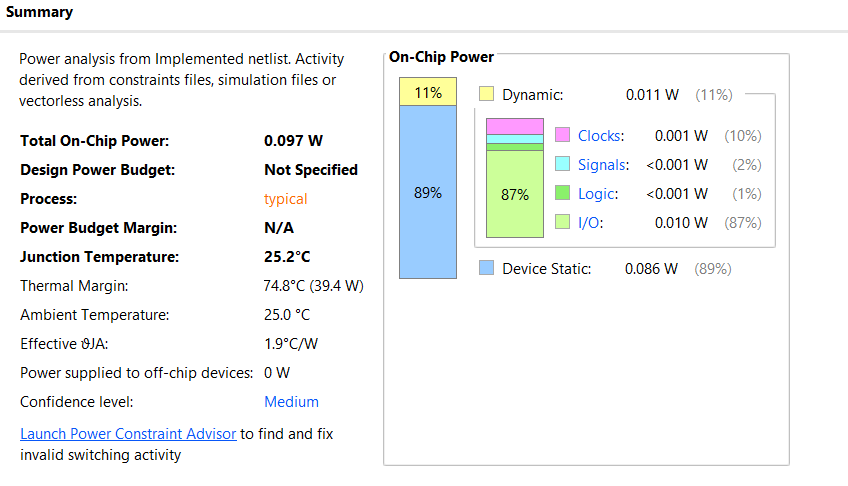 Summary
Power analysis from Implemented netlist. Activity
derived from constraints files, simulation files or
vectorless analysis.
Total On-Chip Power: 0.097 W
Design Power Budget: Not Specified
Process: typical
Power Budget Margin: N/A
Junction Temperature: 25.2°C
Thermal Margin: 74.8°C (39.4 W)
Ambient Temperature: 25.0 °C
Effective ϑJA: 1.9°C/W
Power supplied to off-chip devices: 0 W
Confidence level: Medium
Launch Power Constraint Advisor to find and fix
invalid switching activity
On-Chip Power
11%
89%
Dynamic: 0.011 W (11%)
87%
Clocks: 0.001 W (10%)
Signals: <0.001 W (2%)
Logic: <0.001 W (1%)
I/O: 0.010 W (87%)
Device Static: 0.086 W (89%)